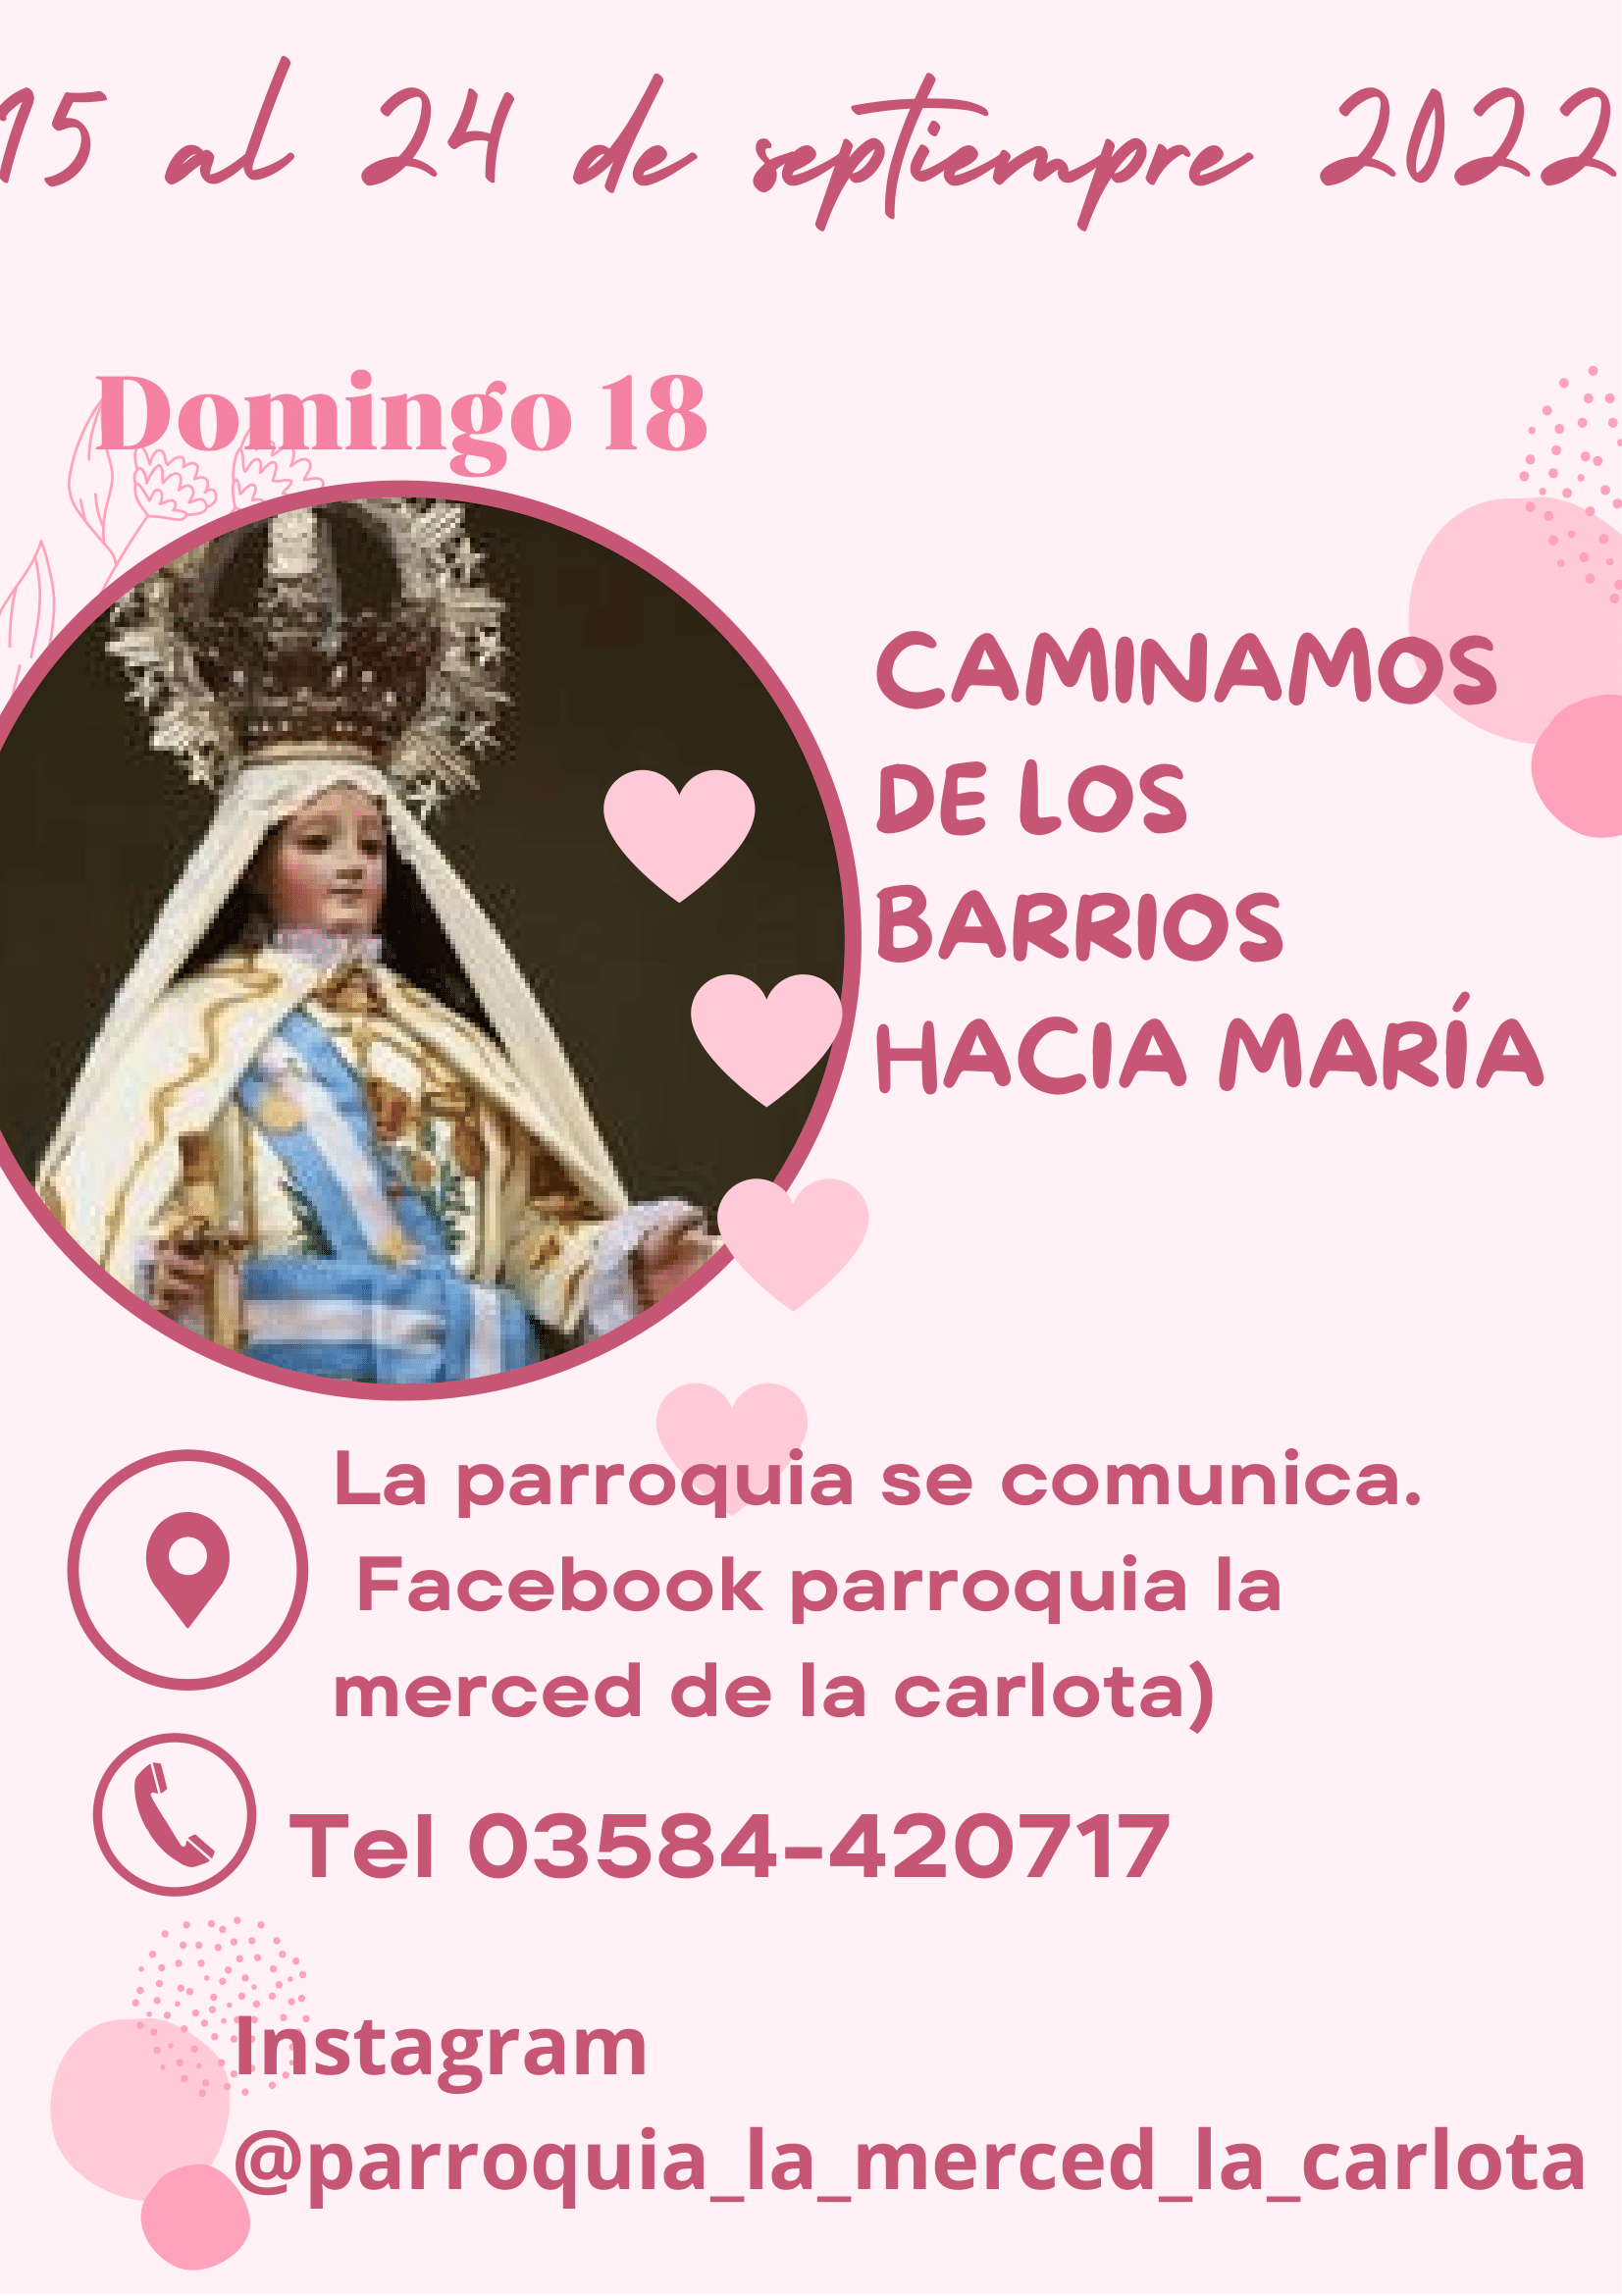 15 al 24 de septiempre 2022
Domingo 18
CAMINAMOS
DE LOS
BARRIOS
HACIA MARÍA
La parroquia se comunica.
Facebook parroquia la
merced de la carlota)
Tel 03584-420717
Instagram
@parroquia_la_merced_la_carlota